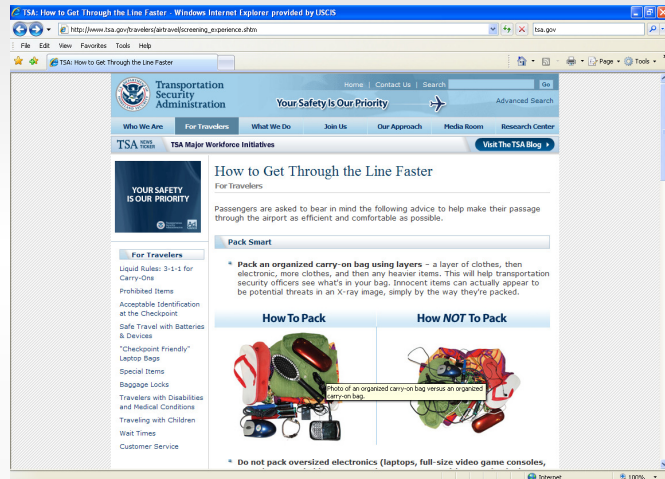 TSA: How to Get Through the Line Faster - Windows Internet Explorer provided by USCIS
http://www.tsa.gov/travelers/airtravel/screening_experience.shtm
tsa.gov
File Edit View Favorites Tools Help
TSA: How to Get Through the Line Faster
Page Tools
Transportation
Security
Administration
Home | Contact Us | Search Go
Your Safety Is Our Priority
Advanced Search
Who We Are For Travelers What We Do Join Us Our Approach Media Room Research Center
TSA NEWS TICKER TSA Major Workforce Initiatives Visit The TSA Blog
YOUR SAFETY
IS OUR PRIORITY
How to Get Through the Line Faster
For Travelers
Passengers are asked to bear in mind the following advice to help make their passage
through the airport as efficient and comfortable as possible.
For Travelers
Liquid Rules: 3-1-1 for
Carry-Ons
Prohibited Items
Acceptable Identification
at the Checkpoint
Safe Travel with Batteries
& Devices
"Checkpoint Friendly"
Laptop Bags
Special Items
Baggage Locks
Travelers with Disabilities
and Medical Conditions
Traveling with Children
Wait Times
Customer Service
Pack Smart
Pack an organized carry-on bag using layers – a layer of clothes, then
electronic, more clothes, and then any heavier items. This will help transportation
security officers see what's in your bag. Innocent items can actually appear to
be potential threats in an X-ray image, simply by the way they're packed.
How To Pack
How NOT To Pack
Photo of an organized carry-on bag versus an organized
carry-on bag.
Do not pack oversized electronics (laptops, full-size video game consoles,
Internet
100%